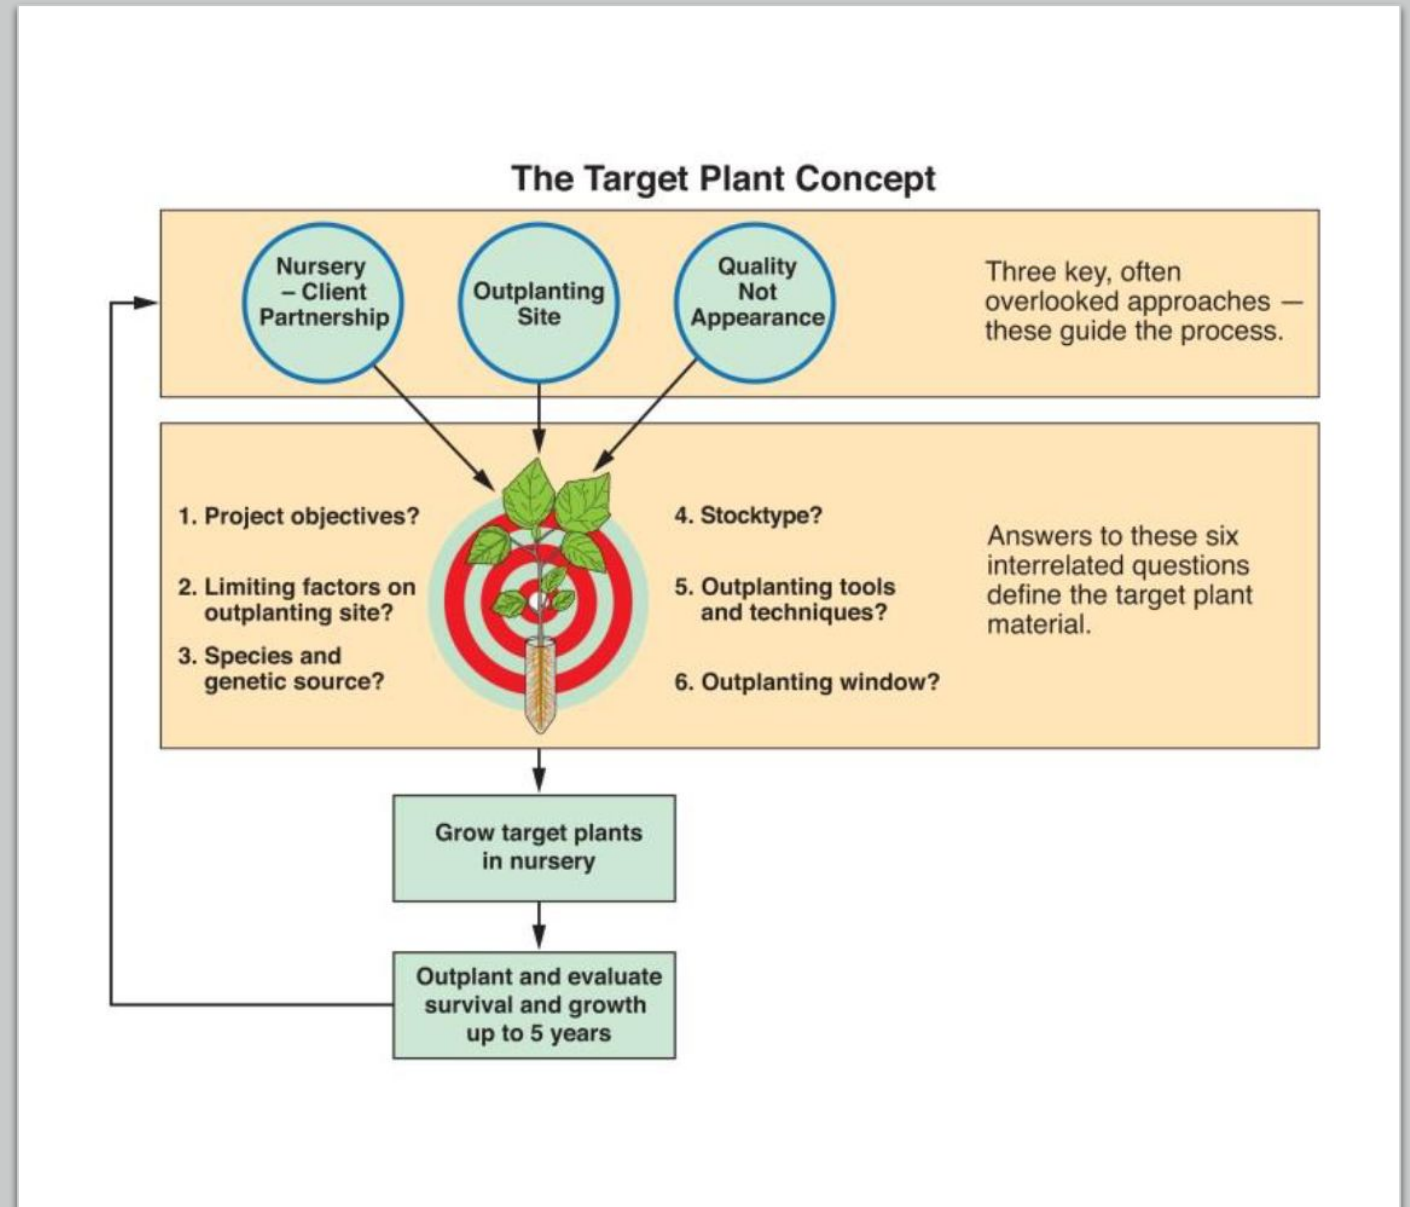 The Target Plant Concept
Nursery
– Client
Partnership
Outplanting
Site
Quality
Not
Appearance
Three key, often
overlooked approaches —
these guide the process.
1. Project objectives?
2. Limiting factors on
outplanting site?
3. Species and
genetic source?
4. Stocktype?
5. Outplanting tools
and techniques?
6. Outplanting window?
Answers to these six
interrelated questions
define the target plant
material.
Grow target plants
in nursery
Outplant and evaluate
survival and growth
up to 5 years